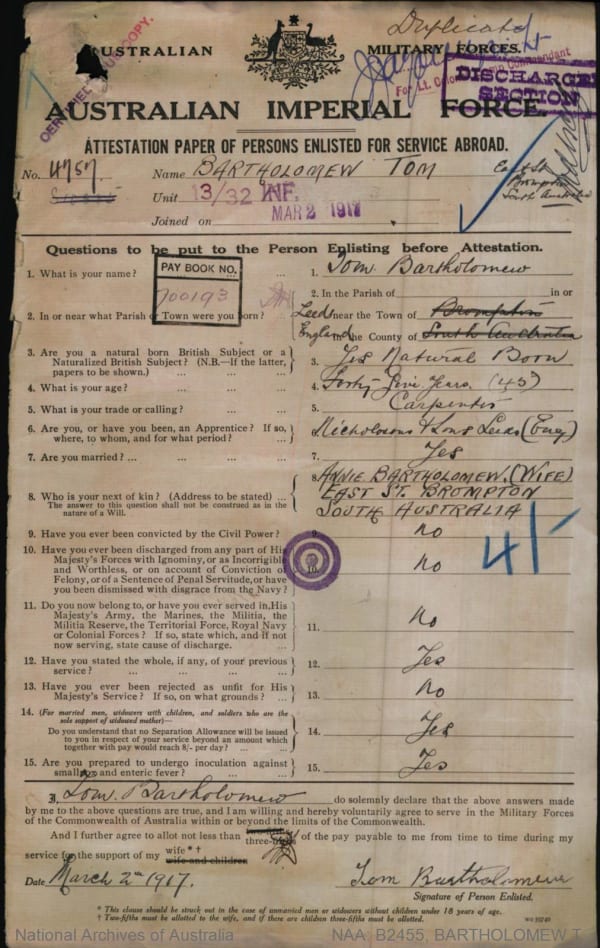 Duplicate
AUSTRALIAN MILITARY FORCES.
CERTIFIED TRUE COPY.
For Lt. Col. Commandant
DISCHARGED
SECTION
AUSTRALIAN IMPERIAL FORCE.
ATTESTATION PAPER OF PERSONS ENLISTED FOR SERVICE ABROAD.
No. 4757. Name BARTHOLOMEW TOM
East St
Brompton
South Australia
Unit 13/32 INF.
Joined on MAR 2 1917
Questions to be put to the Person Enlisting before Attestation.
PAY BOOK NO.
700193
1. What is your name? ... ... 1. Tom Bartholomew
2. In or near what Parish or Town were you born? ... 2. In the Parish of in or
Leeds near the Town of Brompton
England the County of South Australia
3. Are you a natural born British Subject or a
Naturalized British Subject? (N.B.—If the latter,
papers to be shown.) ... ... 3. Yes Natural Born
4. What is your age? ... ... ... 4. Forty-five Years (45)
5. What is your trade or calling? ... ... 5. Carpenter
6. Are you, or have you been, an Apprentice? If so,
where, to whom, and for what period? ... Nicholsons & Sons Leeds (Eng)
7. Are you married? ... ... ... ... 7. Yes
8. Who is your next of kin? (Address to be stated) ...
The answer to this question shall not be construed as in the
nature of a Will.
8. ANNIE BARTHOLOMEW. (WIFE)
EAST ST. BROMPTON
SOUTH AUSTRALIA
9. Have you ever been convicted by the Civil Power? 9. No
10. Have you ever been discharged from any part of His
Majesty's Forces with Ignominy, or as Incorrigible
and Worthless, or on account of Conviction of
Felony, or of a Sentence of Penal Servitude, or have
you been dismissed with disgrace from the Navy?
10. No
4/-
11. Do you now belong to, or have you ever served in, His
Majesty's Army, the Marines, the Militia, the
Militia Reserve, the Territorial Force, Royal Navy
or Colonial Forces? If so, state which, and if not
now serving, state cause of discharge. ... 11. No
12. Have you stated the whole, if any, of your previous
service? ... ... ... ... 12. Yes
13. Have you ever been rejected as unfit for His
Majesty's Service? If so, on what grounds? ... 13. No
14. (For married men, widowers with children, and soldiers who are the
sole support of widowed mother)—
Do you understand that no Separation Allowance will be issued
to you in respect of your service beyond an amount which
together with pay would reach 8/- per day? ... ... 14. Yes
15. Are you prepared to undergo inoculation against
smallpox and enteric fever? ... ... 15. Yes
I, Tom Bartholomew do solemnly declare that the above answers made
by me to the above questions are true, and I am willing and hereby voluntarily agree to serve in the Military Forces
of the Commonwealth of Australia within or beyond the limits of the Commonwealth.
And I further agree to allot not less than three-fifths of the pay payable to me from time to time during my
service for the support of my wife * †
wife and children
Date March 2nd 1917. Tom Bartholomew
Signature of Person Enlisted.
* This clause should be struck out in the case of unmarried men or widowers without children under 18 years of age.
† Two-fifths must be allotted to the wife, and if there are children three-fifths must be allotted.
National Archives of Australia NAA: B2455, BARTHOLOMEW T